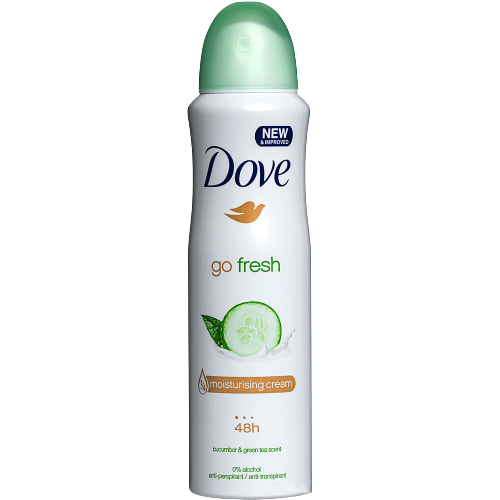 NEW
& IMPROVED
Dove
go fresh
moisturising cream
48h
cucumber & green tea scent
0% alcohol
anti-perspirant / anti-transpirant